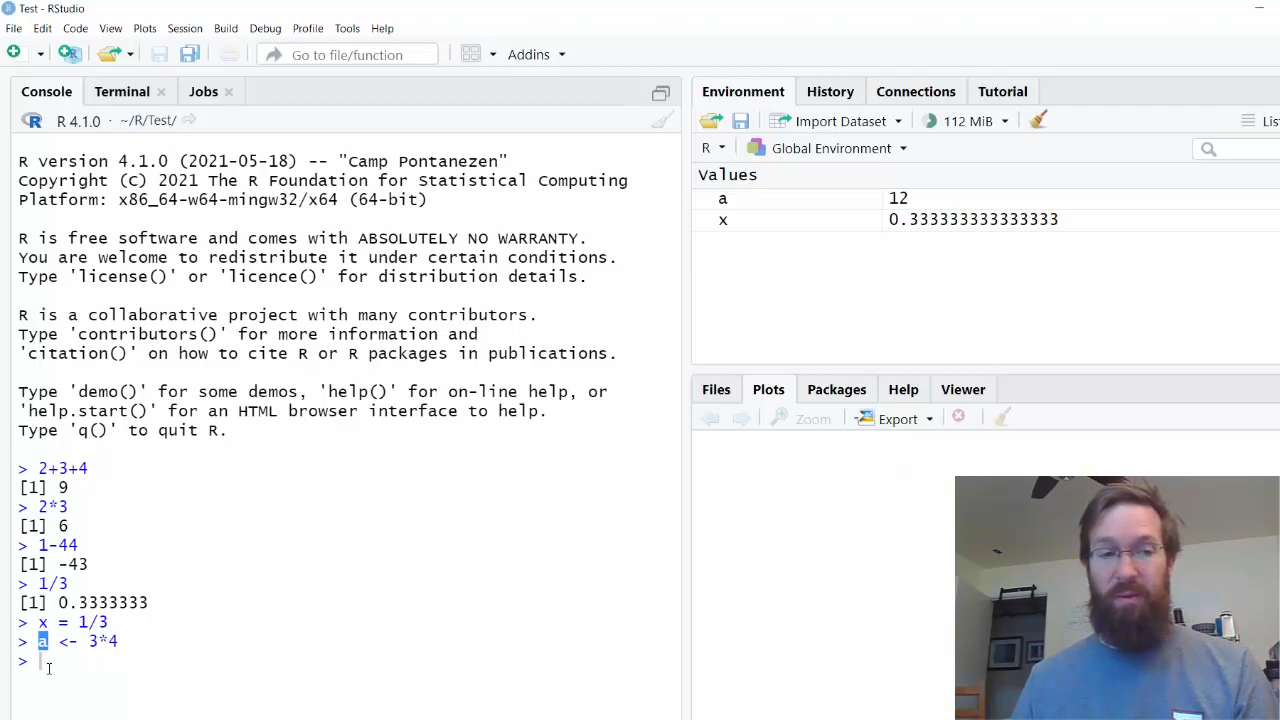 Test - RStudio
File Edit Code View Plots Session Build Debug Profile Tools Help
Go to file/function Addins
Console Terminal Jobs
R 4.1.0 · ~/R/Test/
R version 4.1.0 (2021-05-18) -- "Camp Pontanezen"
Copyright (C) 2021 The R Foundation for Statistical Computing
Platform: x86_64-w64-mingw32/x64 (64-bit)
R is free software and comes with ABSOLUTELY NO WARRANTY.
You are welcome to redistribute it under certain conditions.
Type 'license()' or 'licence()' for distribution details.
R is a collaborative project with many contributors.
Type 'contributors()' for more information and
'citation()' on how to cite R or R packages in publications.
Type 'demo()' for some demos, 'help()' for on-line help, or
'help.start()' for an HTML browser interface to help.
Type 'q()' to quit R.
> 2+3+4
[1] 9
> 2*3
[1] 6
> 1-44
[1] -43
> 1/3
[1] 0.3333333
> x = 1/3
> a <- 3*4
>
Environment History Connections Tutorial
Import Dataset 112 MiB Lis
R Global Environment
Values
a 12
x 0.333333333333333
Files Plots Packages Help Viewer
Zoom Export